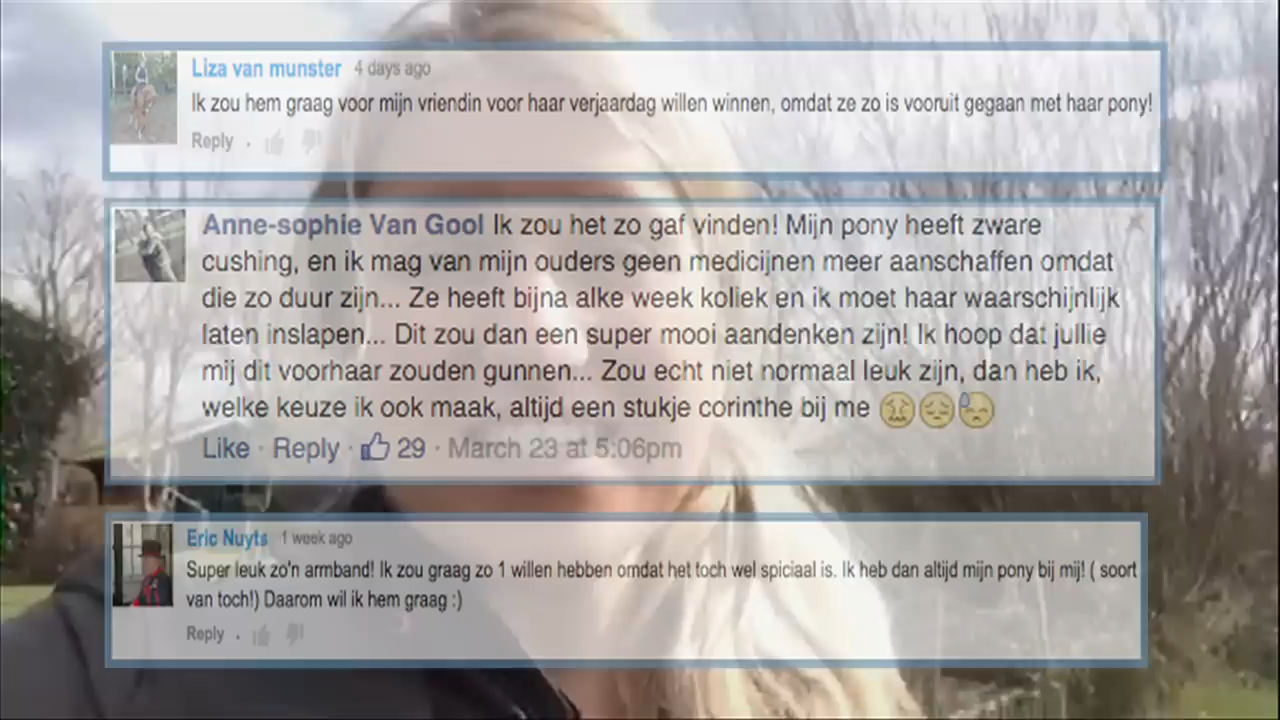 Liza van munster 4 days ago
Ik zou hem graag voor mijn vriendin voor haar verjaardag willen winnen, omdat ze zo is vooruit gegaan met haar pony!
Reply ·
Anne-sophie Van Gool Ik zou het zo gaf vinden! Mijn pony heeft zware
cushing, en ik mag van mijn ouders geen medicijnen meer aanschaffen omdat
die zo duur zijn... Ze heeft bijna alke week koliek en ik moet haar waarschijnlijk
laten inslapen... Dit zou dan een super mooi aandenken zijn! Ik hoop dat jullie
mij dit voorhaar zouden gunnen... Zou echt niet normaal leuk zijn, dan heb ik,
welke keuze ik ook maak, altijd een stukje corinthe bij me
Like · Reply · 29 · March 23 at 5:06pm
Eric Nuyts 1 week ago
Super leuk zo'n armband! Ik zou graag zo 1 willen hebben omdat het toch wel spiciaal is. Ik heb dan altijd mijn pony bij mij! ( soort
van toch!) Daarom wil ik hem graag :)
Reply ·